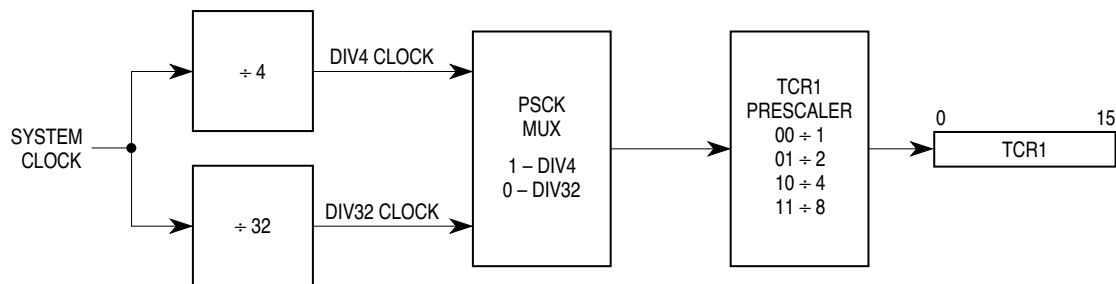 ÷ 4
DIV4 CLOCK
SYSTEM
CLOCK
÷ 32
DIV32 CLOCK
PSCK
MUX
1 – DIV4
0 – DIV32
TCR1
PRESCALER
00 ÷ 1
01 ÷ 2
10 ÷ 4
11 ÷ 8
0 15
TCR1